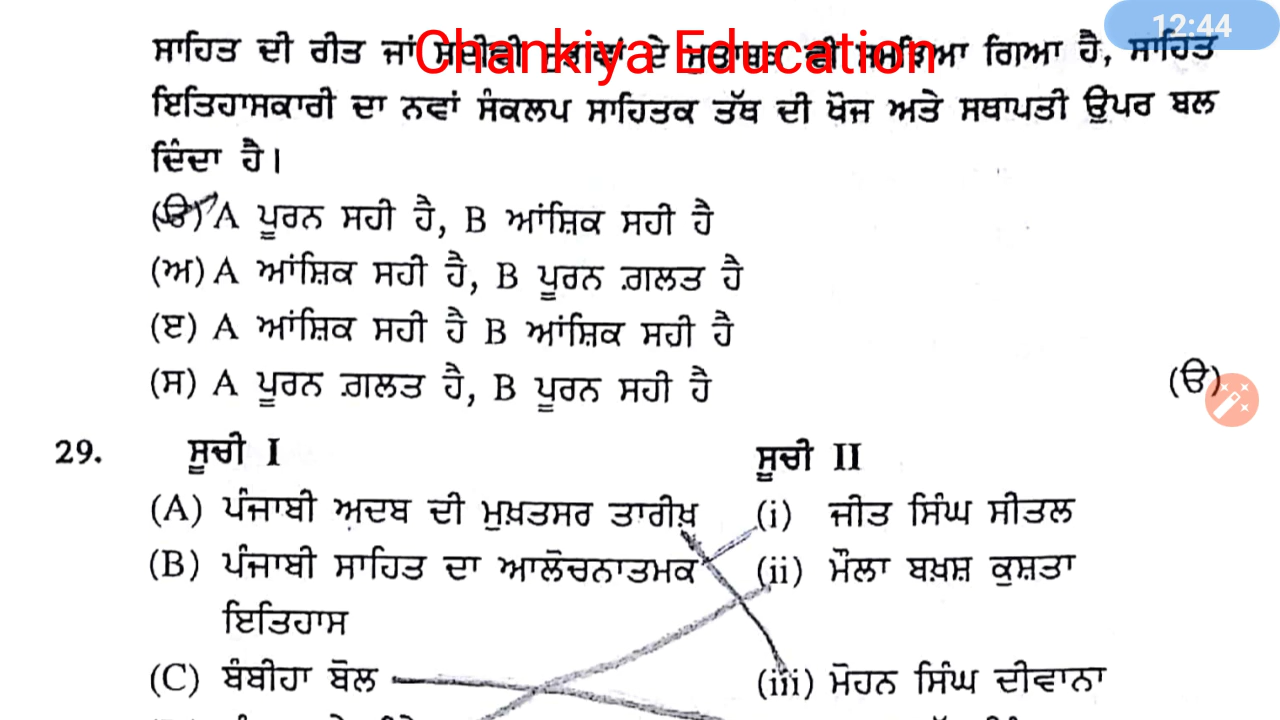 12:44
Chankiya Education
ਸਾਹਿਤ ਦੀ ਰੀਤ ਜਾਂ ਗਿਆ ਹੈ, ਸਾਹਿਤ
ਇਤਿਹਾਸਕਾਰੀ ਦਾ ਨਵਾਂ ਸੰਕਲਪ ਸਾਹਿਤਕ ਤੱਥ ਦੀ ਖੋਜ ਅਤੇ ਸਥਾਪਤੀ ਉਪਰ ਬਲ
ਦਿੰਦਾ ਹੈ।
(ੳ) A ਪੂਰਨ ਸਹੀ ਹੈ, B ਆਂਸ਼ਿਕ ਸਹੀ ਹੈ
(ਅ) A ਆਂਸ਼ਿਕ ਸਹੀ ਹੈ, B ਪੂਰਨ ਗ਼ਲਤ ਹੈ
(ੲ) A ਆਂਸ਼ਿਕ ਸਹੀ ਹੈ B ਆਂਸ਼ਿਕ ਸਹੀ ਹੈ
(ਸ) A ਪੂਰਨ ਗ਼ਲਤ ਹੈ, B ਪੂਰਨ ਸਹੀ ਹੈ (ੳ)
29. ਸੂਚੀ I ਸੂਚੀ II
(A) ਪੰਜਾਬੀ ਅਦਬ ਦੀ ਮੁਖ਼ਤਸਰ ਤਾਰੀਖ਼ (i) ਜੀਤ ਸਿੰਘ ਸੀਤਲ
(B) ਪੰਜਾਬੀ ਸਾਹਿਤ ਦਾ ਆਲੋਚਨਾਤਮਕ (ii) ਮੌਲਾ ਬਖ਼ਸ਼ ਕੁਸ਼ਤਾ
ਇਤਿਹਾਸ
(C) ਬੰਬੀਹਾ ਬੋਲ (iii) ਮੋਹਨ ਸਿੰਘ ਦੀਵਾਨਾ